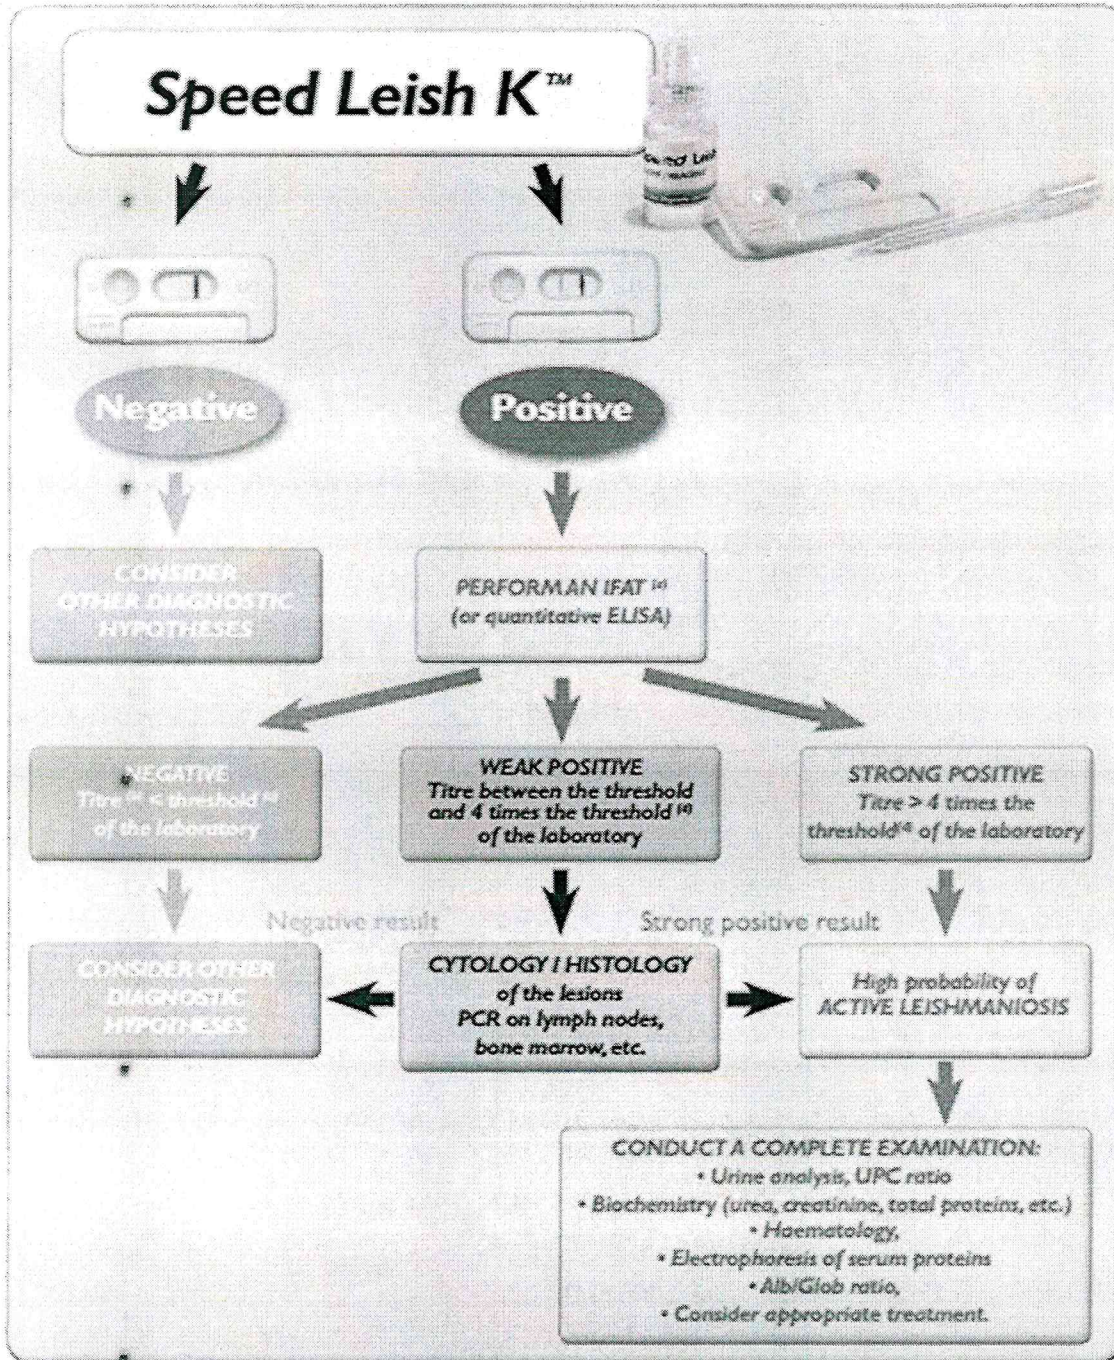 Speed Leish K™
Speed Leish
Negative
Positive
CONSIDER
OTHER DIAGNOSTIC
HYPOTHESES
PERFORMAN IFAT
(or quantitative ELISA)
NEGATIVE
Titre < threshold
of the laboratory
WEAK POSITIVE
Titre between the threshold
and 4 times the threshold
of the laboratory
STRONG POSITIVE
Titre > 4 times the
threshold of the laboratory
Negative result
Strong positive result
CONSIDER OTHER
DIAGNOSTIC
HYPOTHESES
CYTOLOGY / HISTOLOGY
of the lesions
PCR on lymph nodes,
bone marrow, etc.
High probability of
ACTIVE LEISHMANIOSIS
CONDUCT A COMPLETE EXAMINATION:
• Urine analysis, UPC ratio
• Biochemistry (urea, creatinine, total proteins, etc.)
• Haematology,
• Electrophoresis of serum proteins
• Alb/Glob ratio,
• Consider appropriate treatment.